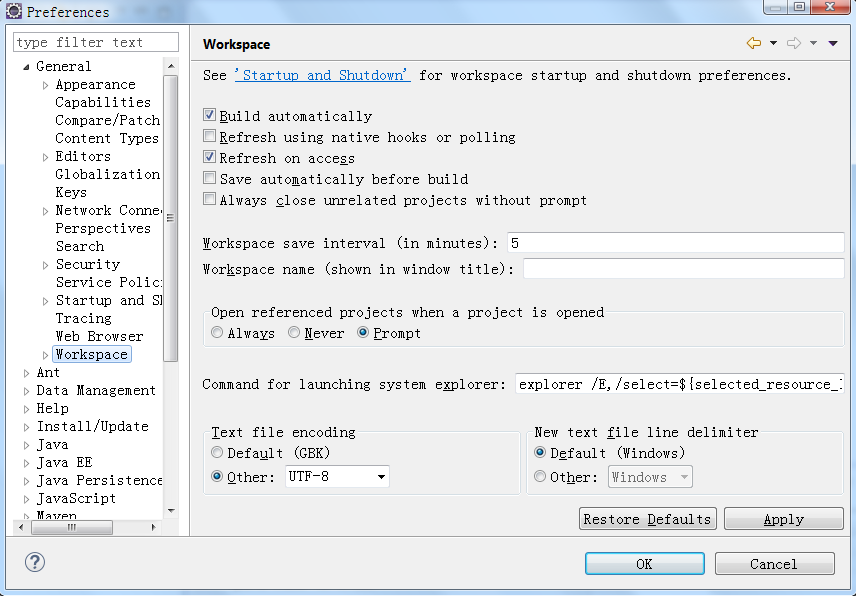 Preferences
type filter text
General
Appearance
Capabilities
Compare/Patch
Content Types
Editors
Globalization
Keys
Network Conne
Perspectives
Search
Security
Service Polic
Startup and Sh
Tracing
Web Browser
Workspace
Ant
Data Management
Help
Install/Update
Java
Java EE
Java Persistence
JavaScript
Maven
Workspace
See 'Startup and Shutdown' for workspace startup and shutdown preferences.
Build automatically
Refresh using native hooks or polling
Refresh on access
Save automatically before build
Always close unrelated projects without prompt
Workspace save interval (in minutes): 5
Workspace name (shown in window title):
Open referenced projects when a project is opened
Always Never Prompt
Command for launching system explorer: explorer /E,/select=${selected_resource_
Text file encoding
Default (GBK)
Other: UTF-8
New text file line delimiter
Default (Windows)
Other: Windows
Restore Defaults Apply
OK Cancel